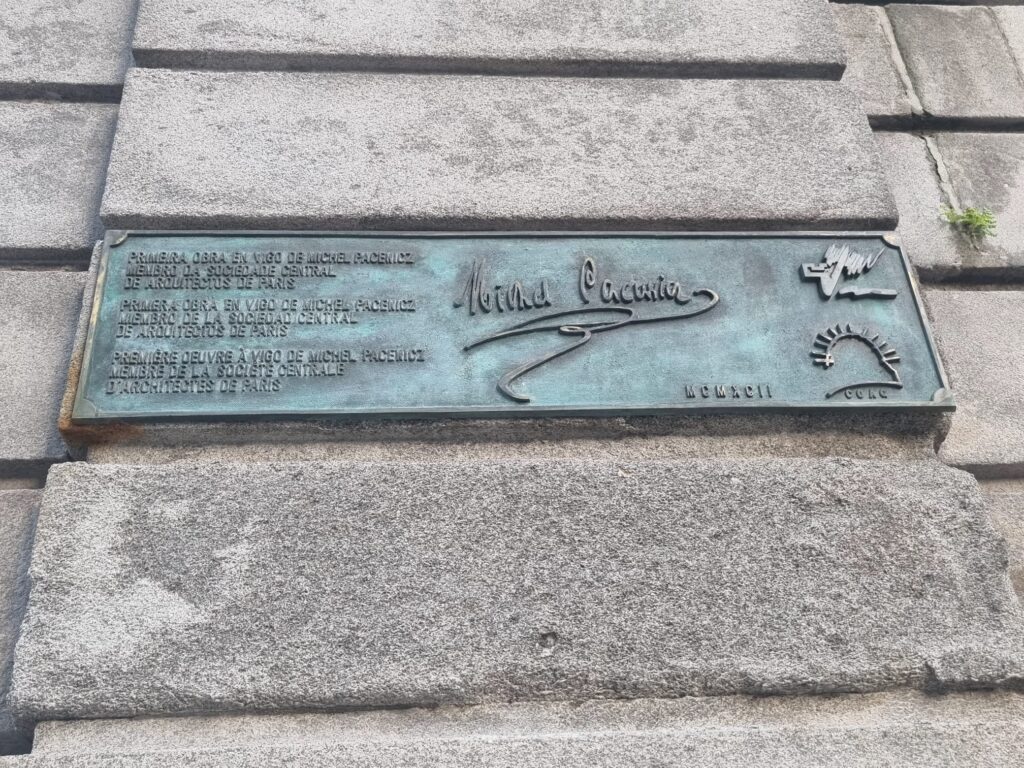 PRIMEIRA OBRA EN VIGO DE MICHEL PACEWICZ
MEMBRO DA SOCIEDADE CENTRAL
DE ARQUITECTOS DE PARIS
PRIMERA OBRA EN VIGO DE MICHEL PACEWICZ
MIEMBRO DE LA SOCIEDAD CENTRAL
DE ARQUITECTOS DE PARIS
PREMIÈRE OEUVRE À VIGO DE MICHEL PACEWICZ
MEMBRE DE LA SOCIÉTÉ CENTRALE
D'ARCHITECTES DE PARIS
Michel Pacewicz
MCMXCII
COAG